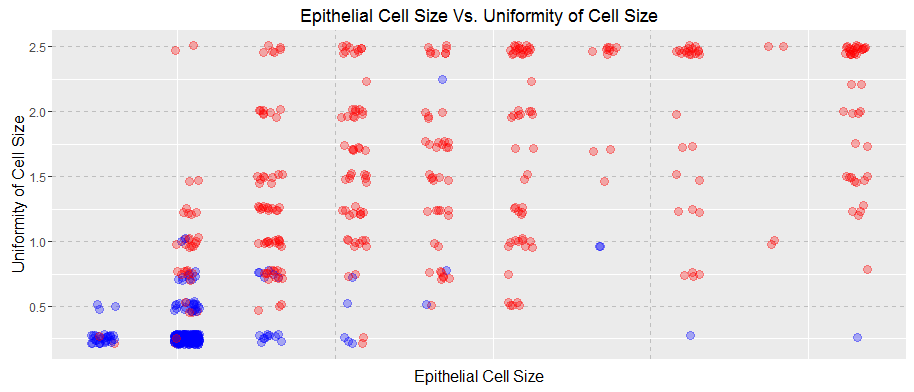 Epithelial Cell Size Vs. Uniformity of Cell Size
Uniformity of Cell Size
2.5
2.0
1.5
1.0
0.5
Epithelial Cell Size